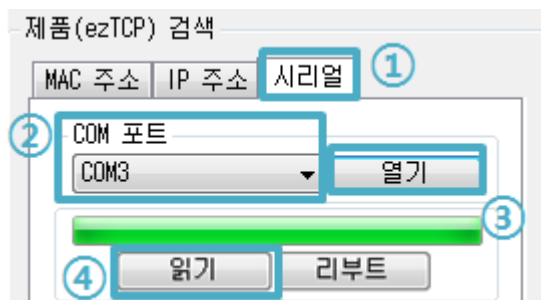 제품(ezTCP) 검색
MAC 주소 IP 주소 시리얼 ①
② COM 포트
COM3 열기
③
④ 읽기 리부트